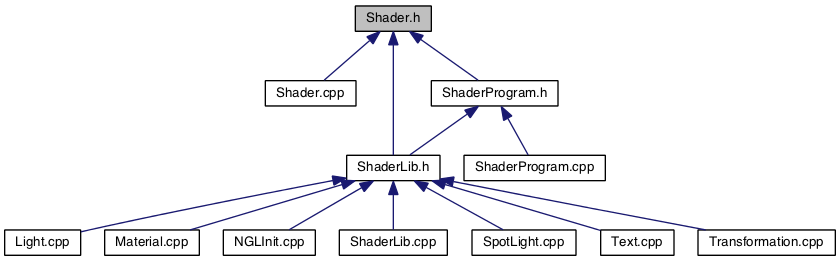 Shader.h
Shader.cpp
ShaderProgram.h
ShaderLib.h
ShaderProgram.cpp
Light.cpp
Material.cpp
NGLInit.cpp
ShaderLib.cpp
SpotLight.cpp
Text.cpp
Transformation.cpp